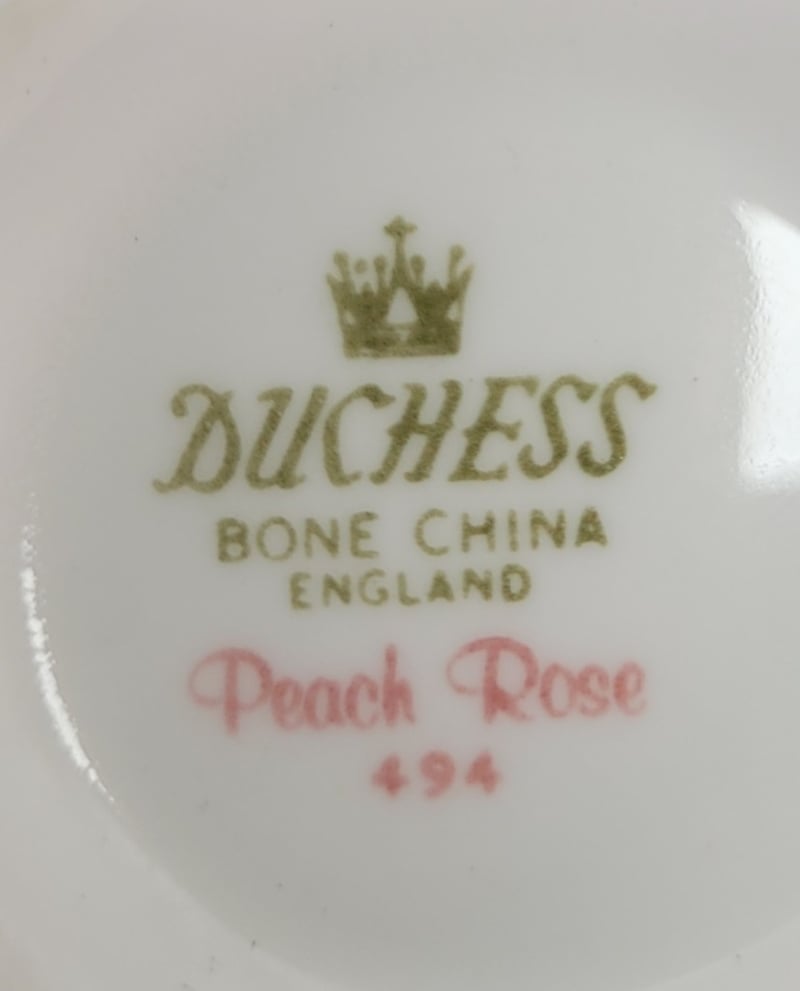 DUCHESS
BONE CHINA
ENGLAND
Peach Rose
494